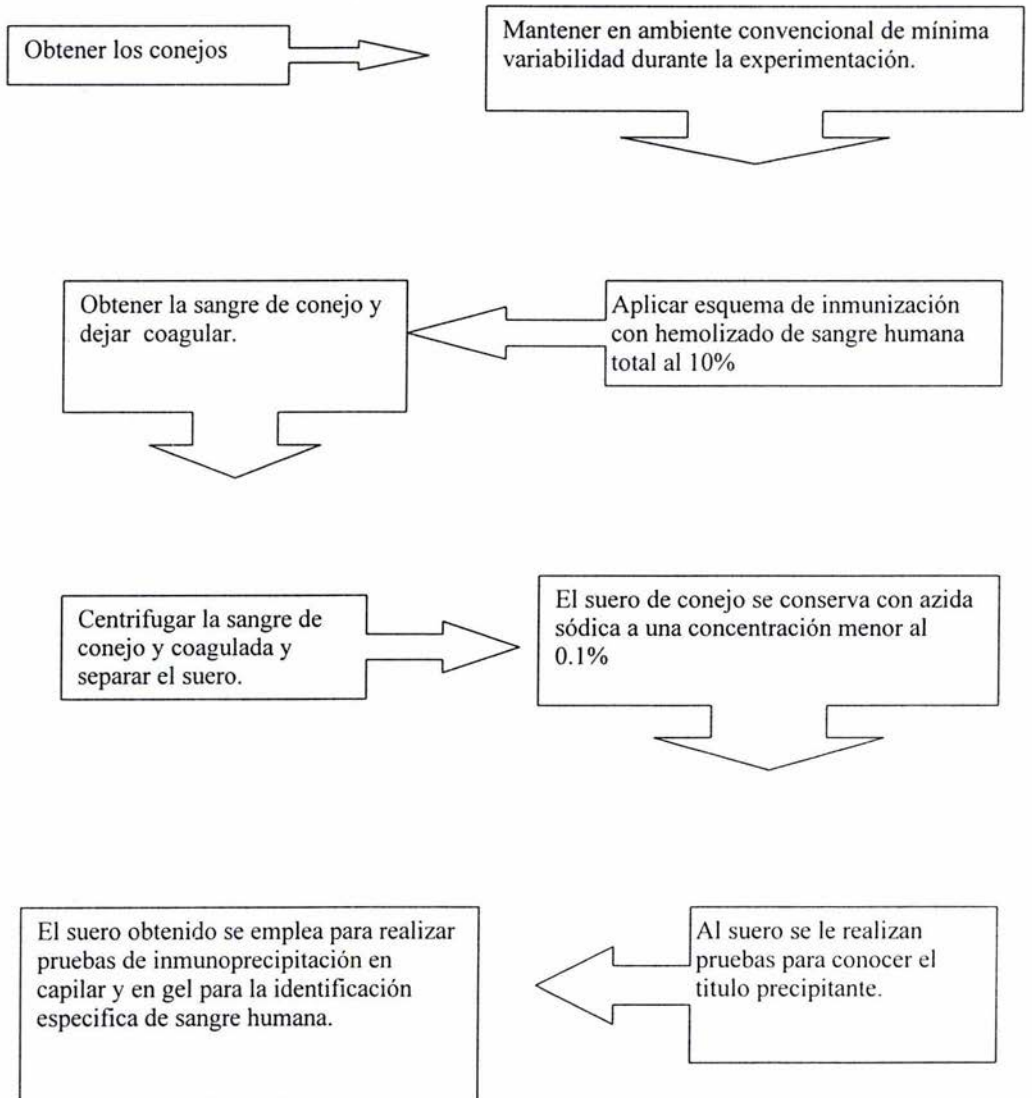 Obtener los conejos
Mantener en ambiente convencional de mínima
variabilidad durante la experimentación.
Aplicar esquema de inmunización
con hemolizado de sangre humana
total al 10%
Obtener la sangre de conejo y
dejar coagular.
Centrifugar la sangre de
conejo y coagulada y
separar el suero.
El suero de conejo se conserva con azida
sódica a una concentración menor al
0.1%
Al suero se le realizan
pruebas para conocer el
titulo precipitante.
El suero obtenido se emplea para realizar
pruebas de inmunoprecipitación en
capilar y en gel para la identificación
especifica de sangre humana.